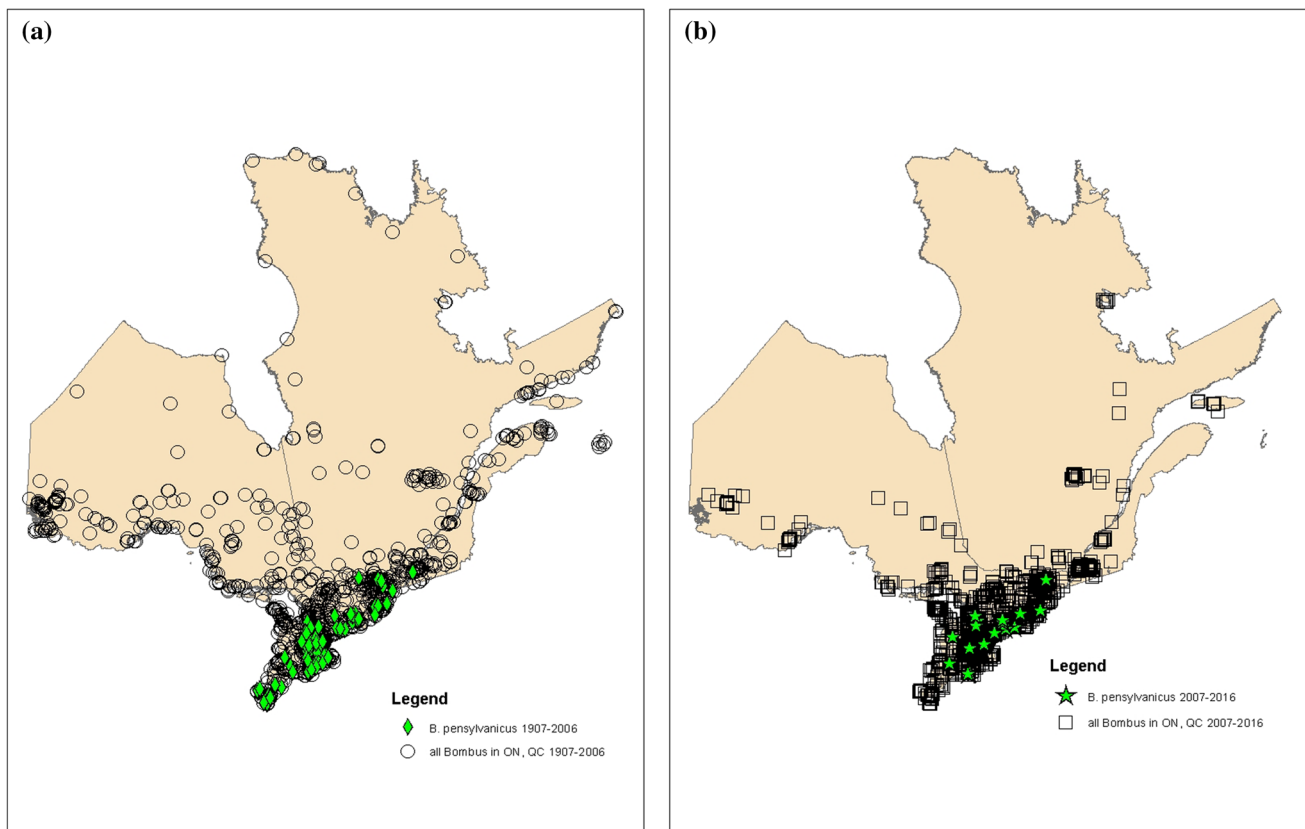 (a)
Legend
B. pensylvanicus 1907-2006
all Bombus in ON, QC 1907-2006
(b)
Legend
B. pensylvanicus 2007-2016
all Bombus in ON, QC 2007-2016